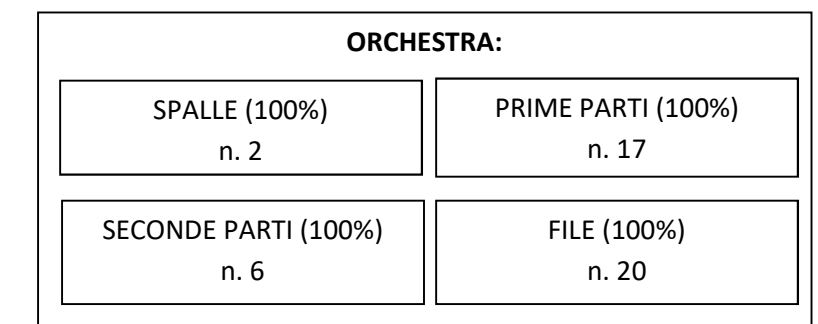 ORCHESTRA:
SPALLE (100%)
n. 2
PRIME PARTI (100%)
n. 17
SECONDE PARTI (100%)
n. 6
FILE (100%)
n. 20